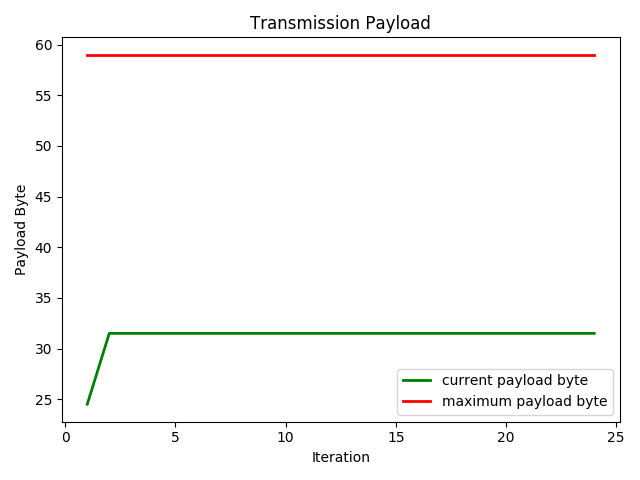 Transmission Payload
60
55
50
45
40
35
30
25
Payload Byte
0 5 10 15 20 25
Iteration
current payload byte
maximum payload byte